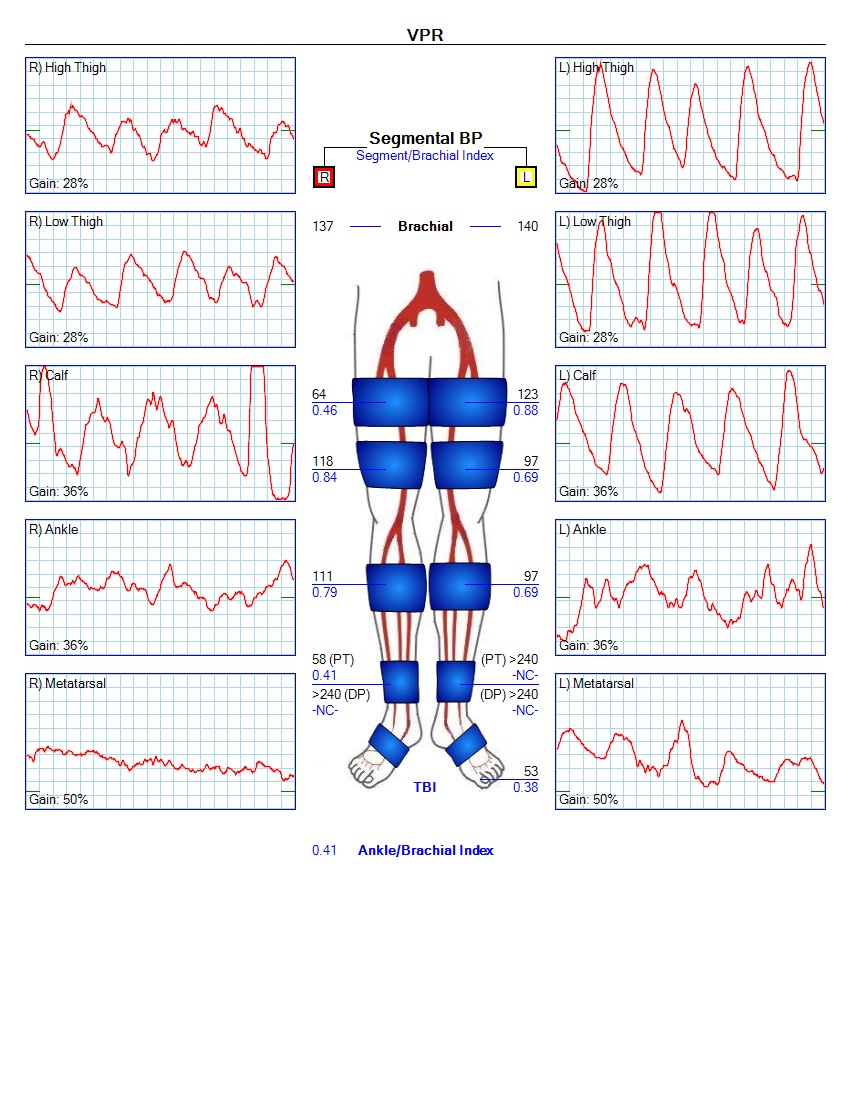 VPR
R) High Thigh
Gain: 28%
R) Low Thigh
Gain: 28%
R) Calf
Gain: 36%
R) Ankle
Gain: 36%
R) Metatarsal
Gain: 50%
Segmental BP
Segment/Brachial Index
R L
137 Brachial 140
64 123
0.46 0.88
118 97
0.84 0.69
111 97
0.79 0.69
58 (PT) (PT) >240
0.41 -NC-
>240 (DP) (DP) >240
-NC- -NC-
53
TBI 0.38
0.41 Ankle/Brachial Index
L) High Thigh
Gain: 28%
L) Low Thigh
Gain: 28%
L) Calf
Gain: 36%
L) Ankle
Gain: 36%
L) Metatarsal
Gain: 50%